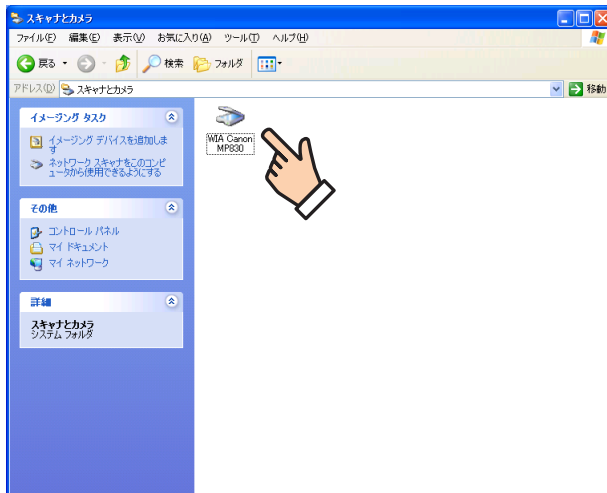 スキャナとカメラ
ファイル(F) 編集(E) 表示(V) お気に入り(A) ツール(T) ヘルプ(H)
戻る 検索 フォルダ
アドレス(D) スキャナとカメラ 移動
イメージング タスク
イメージング デバイスを追加しま
す
ネットワーク スキャナをこのコンピ
ュータから使用できるようにする
その他
コントロール パネル
マイ ドキュメント
マイ ネットワーク
詳細
スキャナとカメラ
システム フォルダ
WIA Canon
MP830